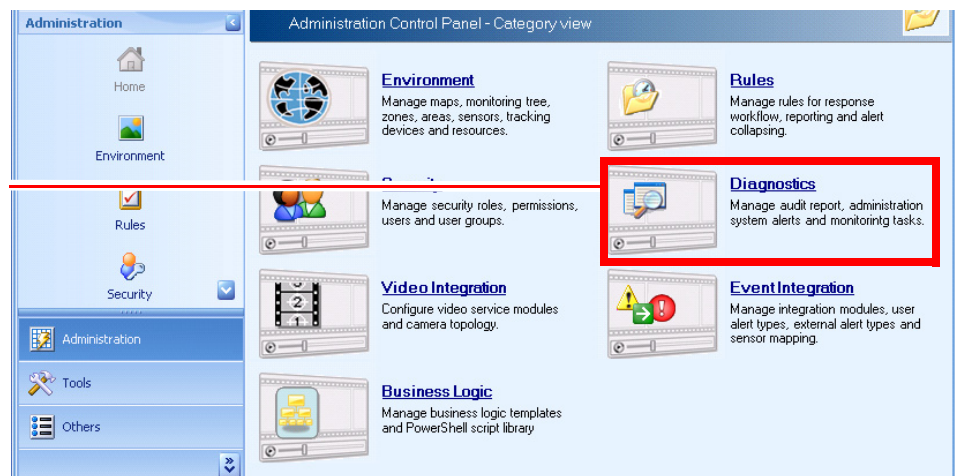 Administration
Home
Environment
Rules
Security
Administration
Tools
Others
Administration Control Panel - Category view
Environment
Manage maps, monitoring tree,
zones, areas, sensors, tracking
devices and resources.
Rules
Manage rules for response
workflow, reporting and alert
collapsing.
Manage security roles, permissions,
users and user groups.
Diagnostics
Manage audit report, administration
system alerts and monitorintg tasks.
Video Integration
Configure video service modules
and camera topology.
Event Integration
Manage integration modules, user
alert types, external alert types and
sensor mapping.
Business Logic
Manage business logic templates
and PowerShell script library